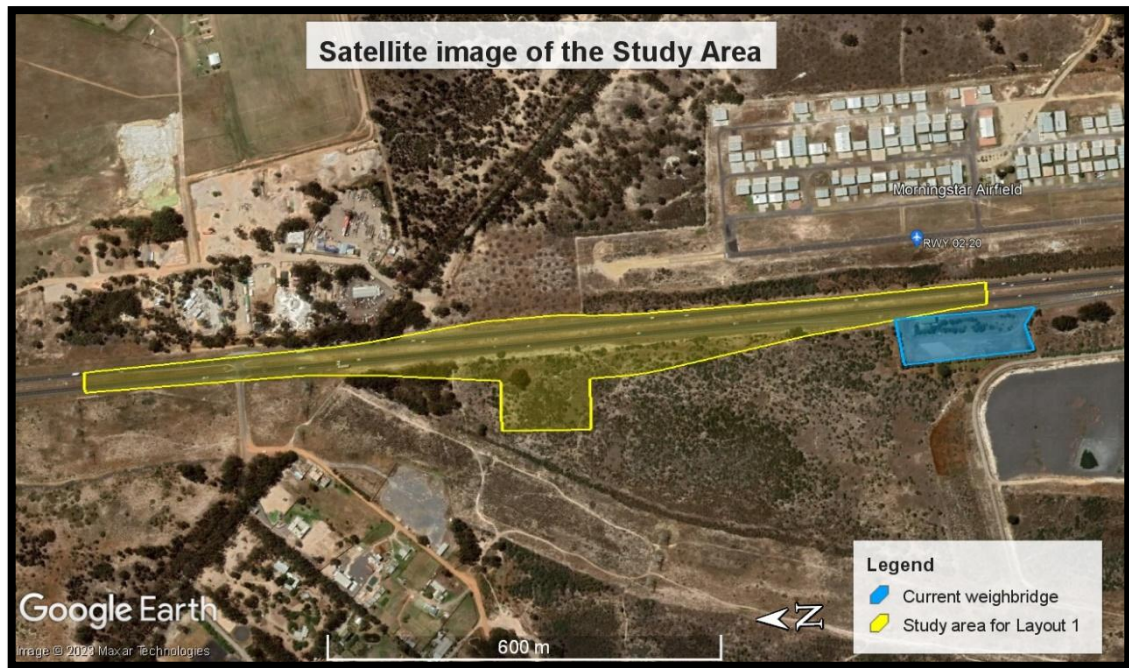 Satellite image of the Study Area
Morningstar Airfield
RWY 02-20
Legend
Current weighbridge
Study area for Layout 1
Google Earth
Image © 2023 Maxar Technologies
600 m
N